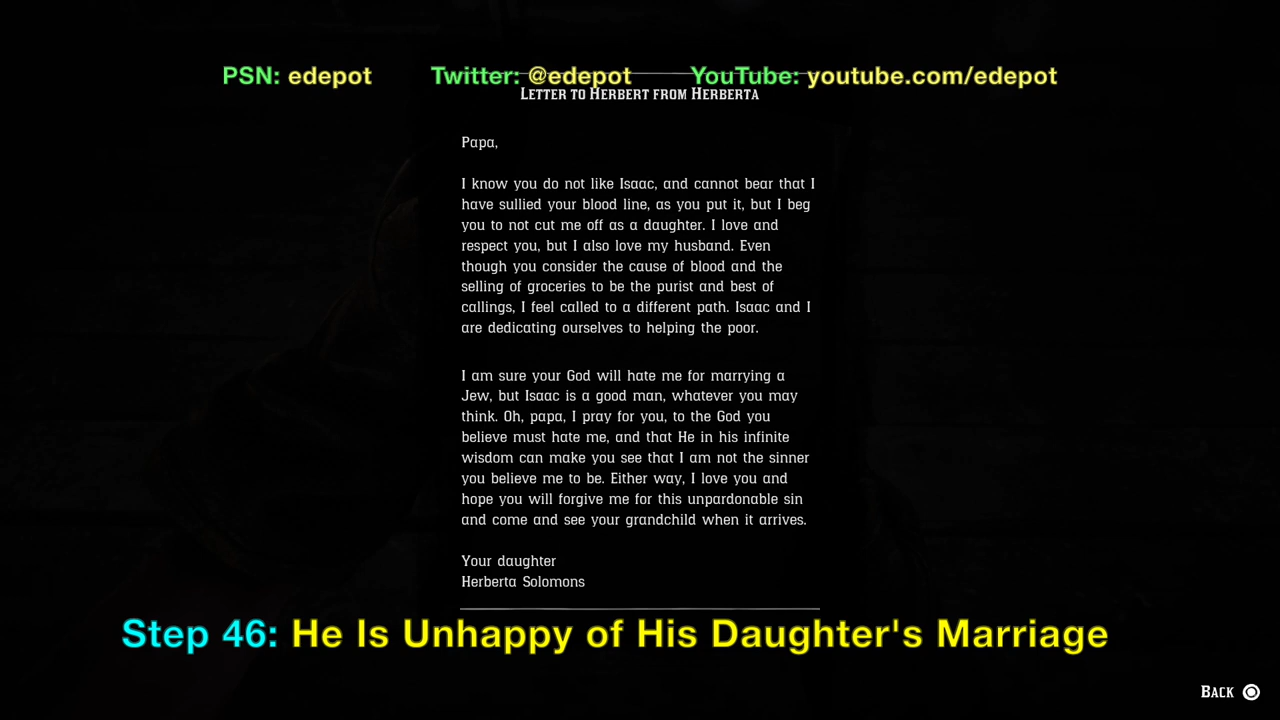 PSN: edepot Twitter: @edepot YouTube: youtube.com/edepot
Letter to Herbert from Herberta
Papa,
I know you do not like Isaac, and cannot bear that I
have sullied your blood line, as you put it, but I beg
you to not cut me off as a daughter. I love and
respect you, but I also love my husband. Even
though you consider the cause of blood and the
selling of groceries to be the purist and best of
callings, I feel called to a different path. Isaac and I
are dedicating ourselves to helping the poor.
I am sure your God will hate me for marrying a
Jew, but Isaac is a good man, whatever you may
think. Oh, papa, I pray for you, to the God you
believe must hate me, and that He in his infinite
wisdom can make you see that I am not the sinner
you believe me to be. Either way, I love you and
hope you will forgive me for this unpardonable sin
and come and see your grandchild when it arrives.
Your daughter
Herberta Solomons
Step 46: He Is Unhappy of His Daughter's Marriage
Back